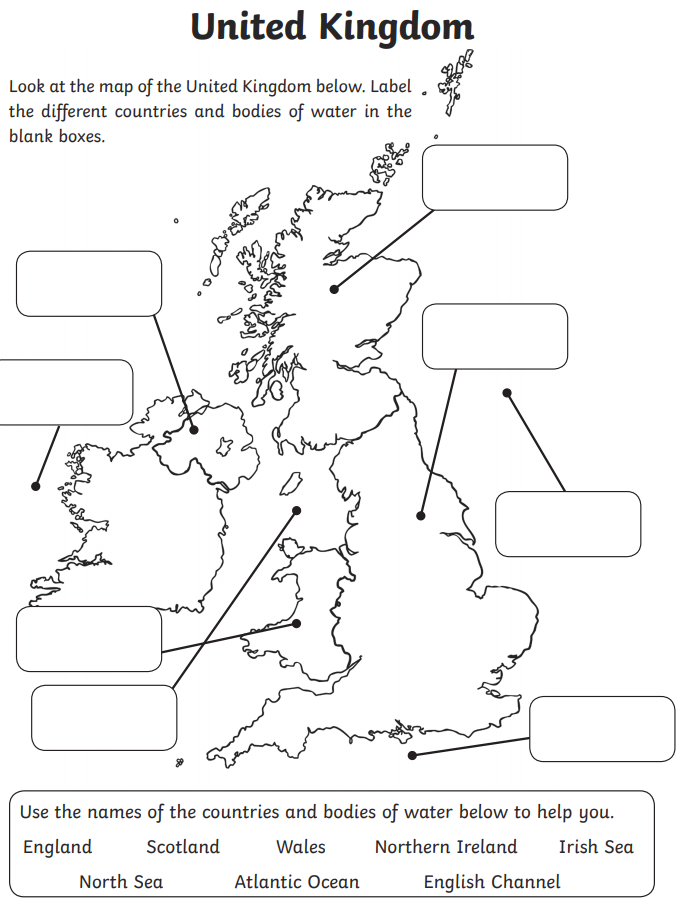 United Kingdom
Look at the map of the United Kingdom below. Label
the different countries and bodies of water in the
blank boxes.
Use the names of the countries and bodies of water below to help you.
England Scotland Wales Northern Ireland Irish Sea
North Sea Atlantic Ocean English Channel